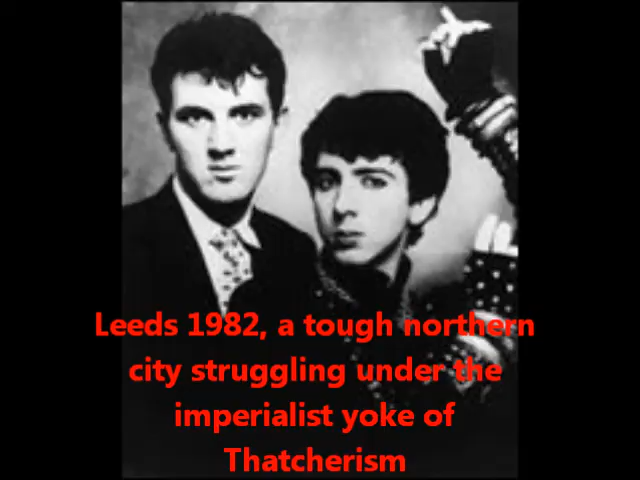 Leeds 1982, a tough northern
city struggling under the
imperialist yoke of
Thatcherism